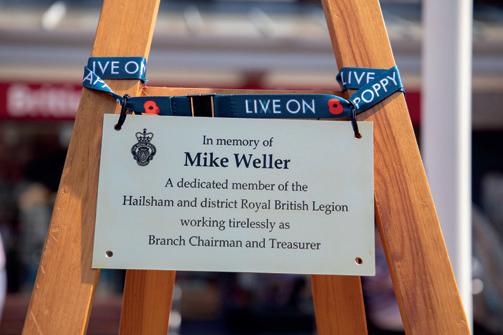 LIVE ON
LIVE
POPPY
LIVE ON
In memory of
Mike Weller
A dedicated member of the
Hailsham and district Royal British Legion
working tirelessly as
Branch Chairman and Treasurer